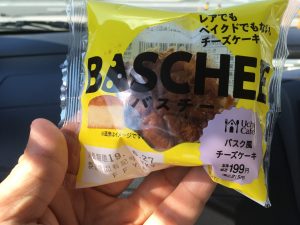 レアでも
ベイクドでもない
チーズケーキ
BASCHEE
バスチー
Uchi
Café
バスク風
チーズケーキ
199円